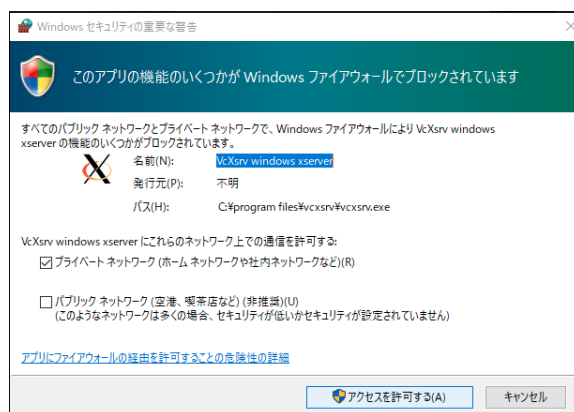 Windows セキュリティの重要な警告
このアプリの機能のいくつかが Windows ファイアウォールでブロックされています
すべてのパブリック ネットワークとプライベート ネットワークで、Windows ファイアウォールにより VcXsrv windows
xserver の機能のいくつかがブロックされています。
名前(N): VcXsrv windows xserver
発行元(P): 不明
パス(H): C:¥program files¥vcxsrv¥vcxsrv.exe
VcXsrv windows xserver にこれらのネットワーク上での通信を許可する:
プライベート ネットワーク (ホーム ネットワークや社内ネットワークなど)(R)
パブリック ネットワーク (空港、喫茶店など) (非推奨)(U)
(このようなネットワークは多くの場合、セキュリティが低いかセキュリティが設定されていません)
アプリにファイアウォールの経由を許可することの危険性の詳細
アクセスを許可する(A) キャンセル